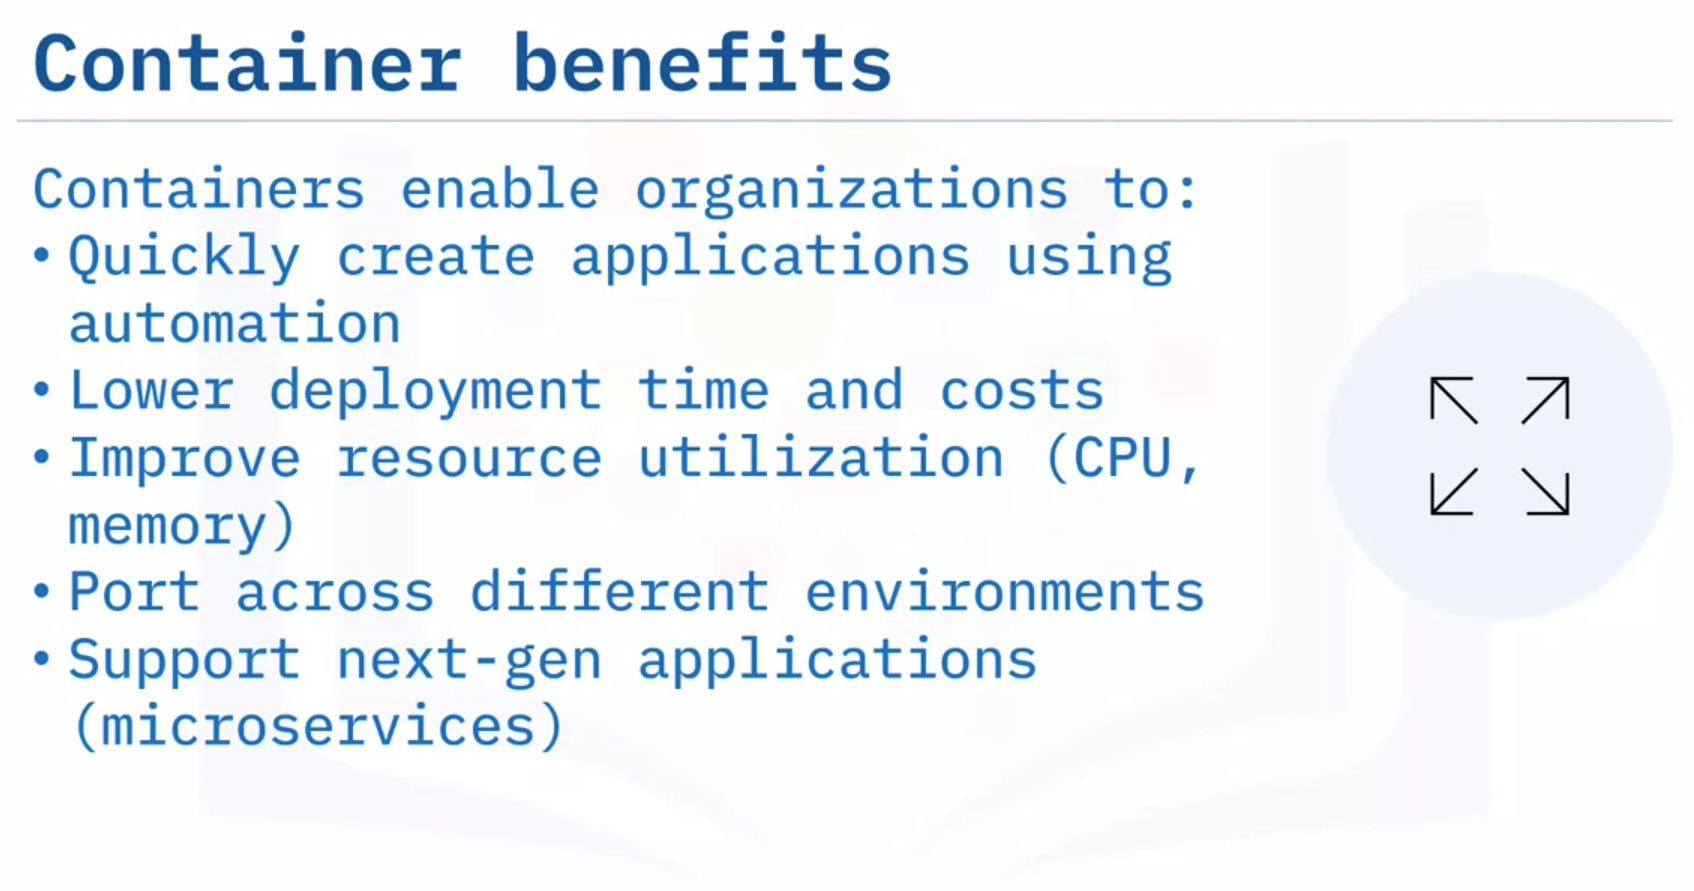 Container benefits
Containers enable organizations to:
• Quickly create applications using
automation
• Lower deployment time and costs
• Improve resource utilization (CPU,
memory)
• Port across different environments
• Support next-gen applications
(microservices)